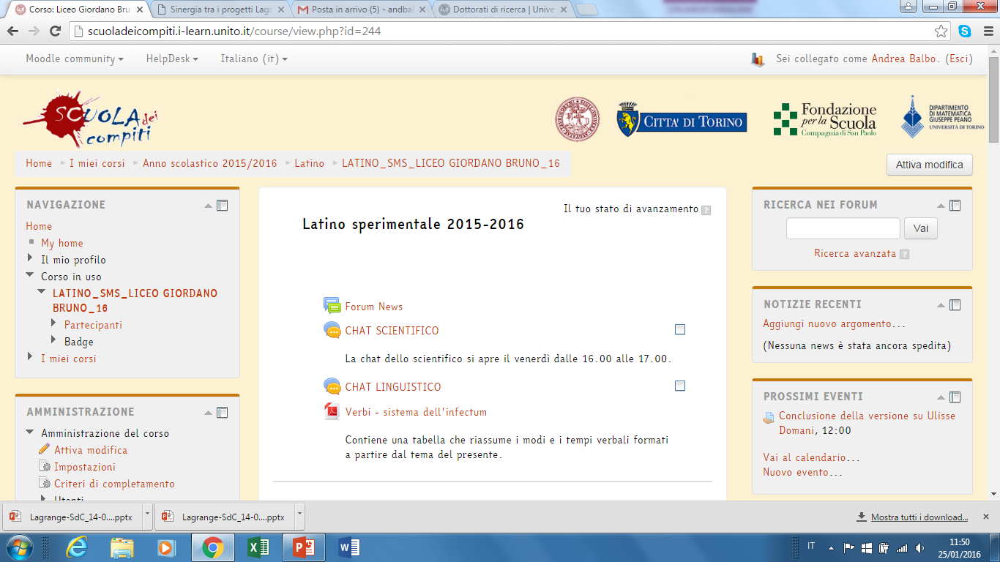 Corso: Liceo Giordano Bru
Sinergia tra i progetti Lagr
Posta in arrivo (5) - andbal
Dottorati di ricerca | Unive
scuoladeicompiti.i-learn.unito.it/course/view.php?id=244
Moodle community HelpDesk Italiano (it)
Sei collegato come Andrea Balbo. (Esci)
SCUOLA dei
compiti
CITTA' DI TORINO
Fondazione
per la Scuola
Compagnia di San Paolo
DIPARTIMENTO
DI MATEMATICA
GIUSEPPE PEANO
UNIVERSITÀ DI TORINO
Home I miei corsi Anno scolastico 2015/2016 Latino LATINO_SMS_LICEO GIORDANO BRUNO_16
Attiva modifica
NAVIGAZIONE
Home
My home
Il mio profilo
Corso in uso
LATINO_SMS_LICEO GIORDANO
BRUNO_16
Partecipanti
Badge
I miei corsi
AMMINISTRAZIONE
Amministrazione del corso
Attiva modifica
Impostazioni
Criteri di completamento
Utenti
Il tuo stato di avanzamento
Latino sperimentale 2015-2016
Forum News
CHAT SCIENTIFICO
La chat dello scientifico si apre il venerdì dalle 16.00 alle 17.00.
CHAT LINGUISTICO
Verbi - sistema dell'infectum
Contiene una tabella che riassume i modi e i tempi verbali formati
a partire dal tema del presente.
RICERCA NEI FORUM
Vai
Ricerca avanzata
NOTIZIE RECENTI
Aggiungi nuovo argomento...
(Nessuna news è stata ancora spedita)
PROSSIMI EVENTI
Conclusione della versione su Ulisse
Domani, 12:00
Vai al calendario...
Nuovo evento...
Lagrange-SdC_14-0....pptx
Lagrange-SdC_14-0....pptx
Mostra tutti i download...
IT
11:50
25/01/2016